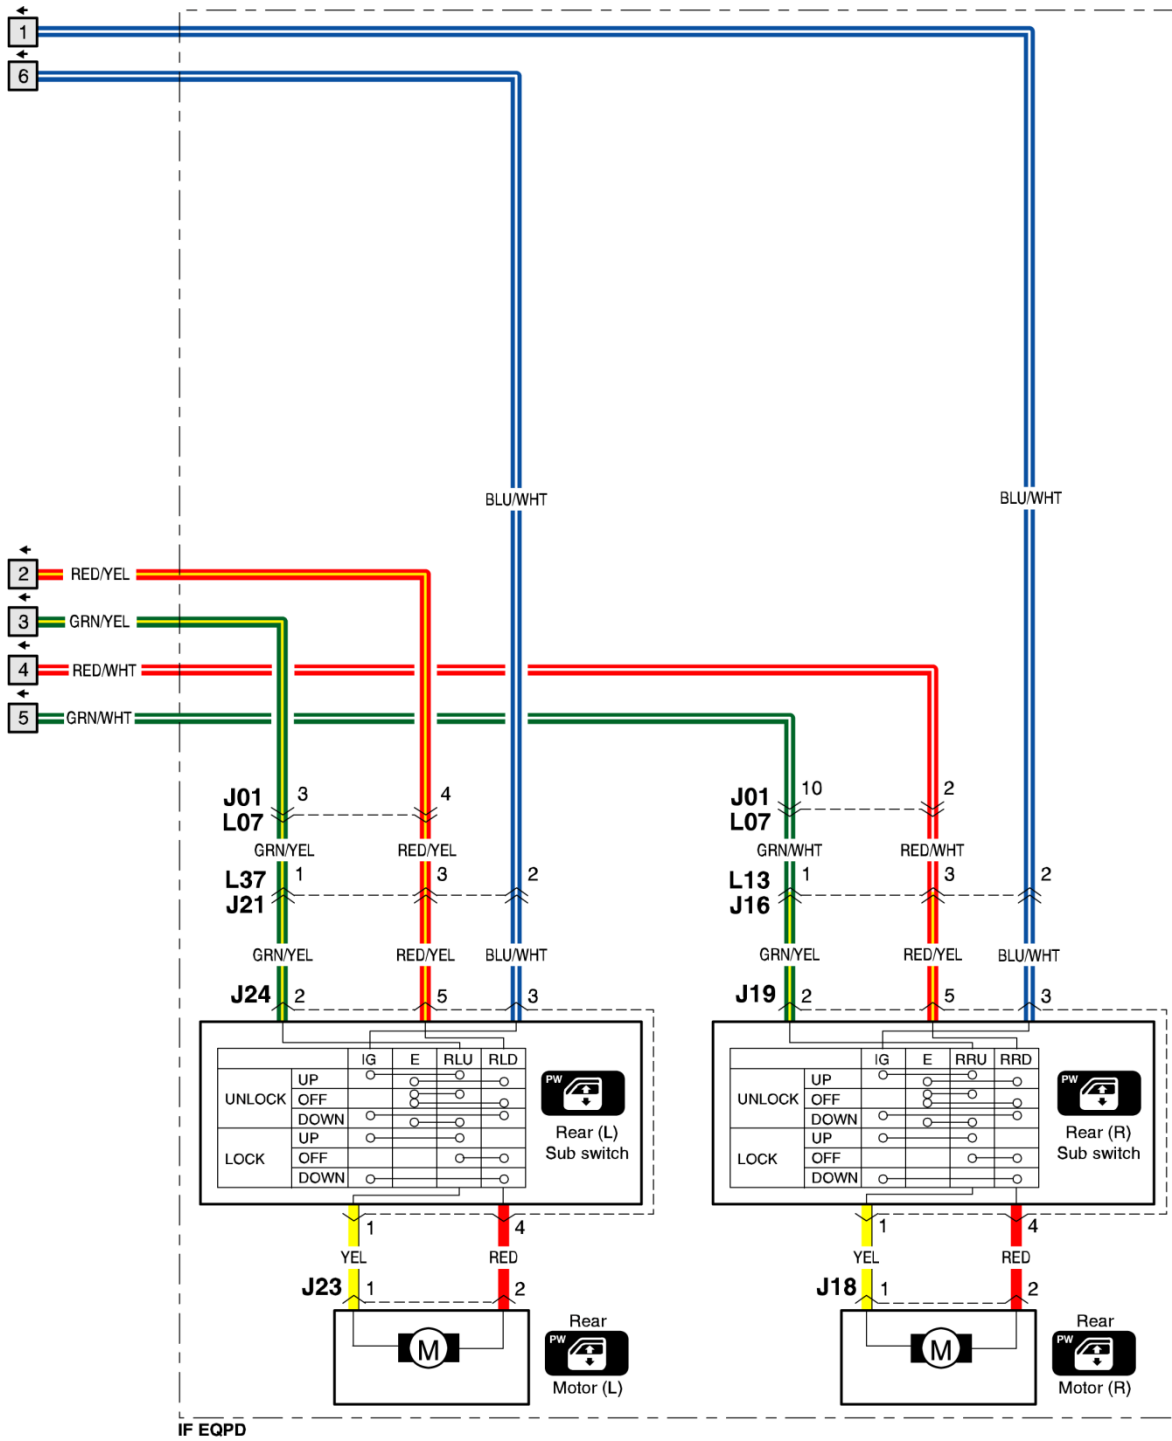 1
6
BLU/WHT BLU/WHT
2 RED/YEL
3 GRN/YEL
4 RED/WHT
5 GRN/WHT
J01 3 4 J01 10 2
L07 L07
GRN/YEL RED/YEL GRN/WHT RED/WHT
L37 1 3 2 L13 1 3 2
J21 J16
GRN/YEL RED/YEL BLU/WHT GRN/YEL RED/YEL BLU/WHT
J24 2 5 3 J19 2 5 3
IG E RLU RLD IG E RRU RRD
UP UP
UNLOCK OFF PW UNLOCK OFF PW
DOWN DOWN
UP Rear (L) UP Rear (R)
LOCK OFF Sub switch LOCK OFF Sub switch
DOWN DOWN
1 4 1 4
YEL RED YEL RED
J23 1 2 J18 1 2
Rear Rear
M PW M PW
Motor (L) Motor (R)
IF EQPD